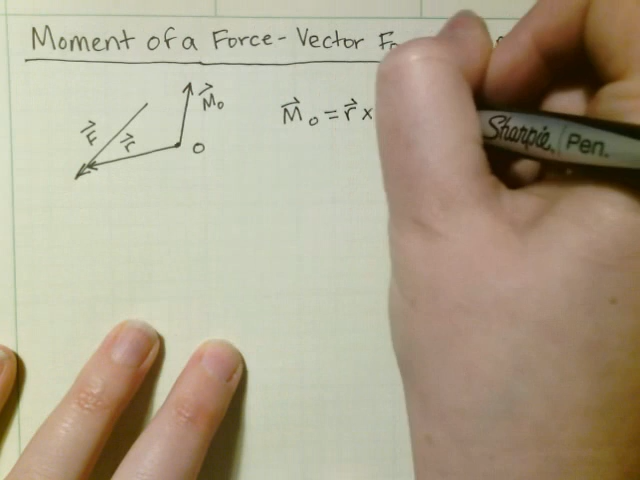 Moment of a Force - Vector
M⃗o
F⃗
r⃗
O
M⃗o = r⃗ x
Sharpie Pen.